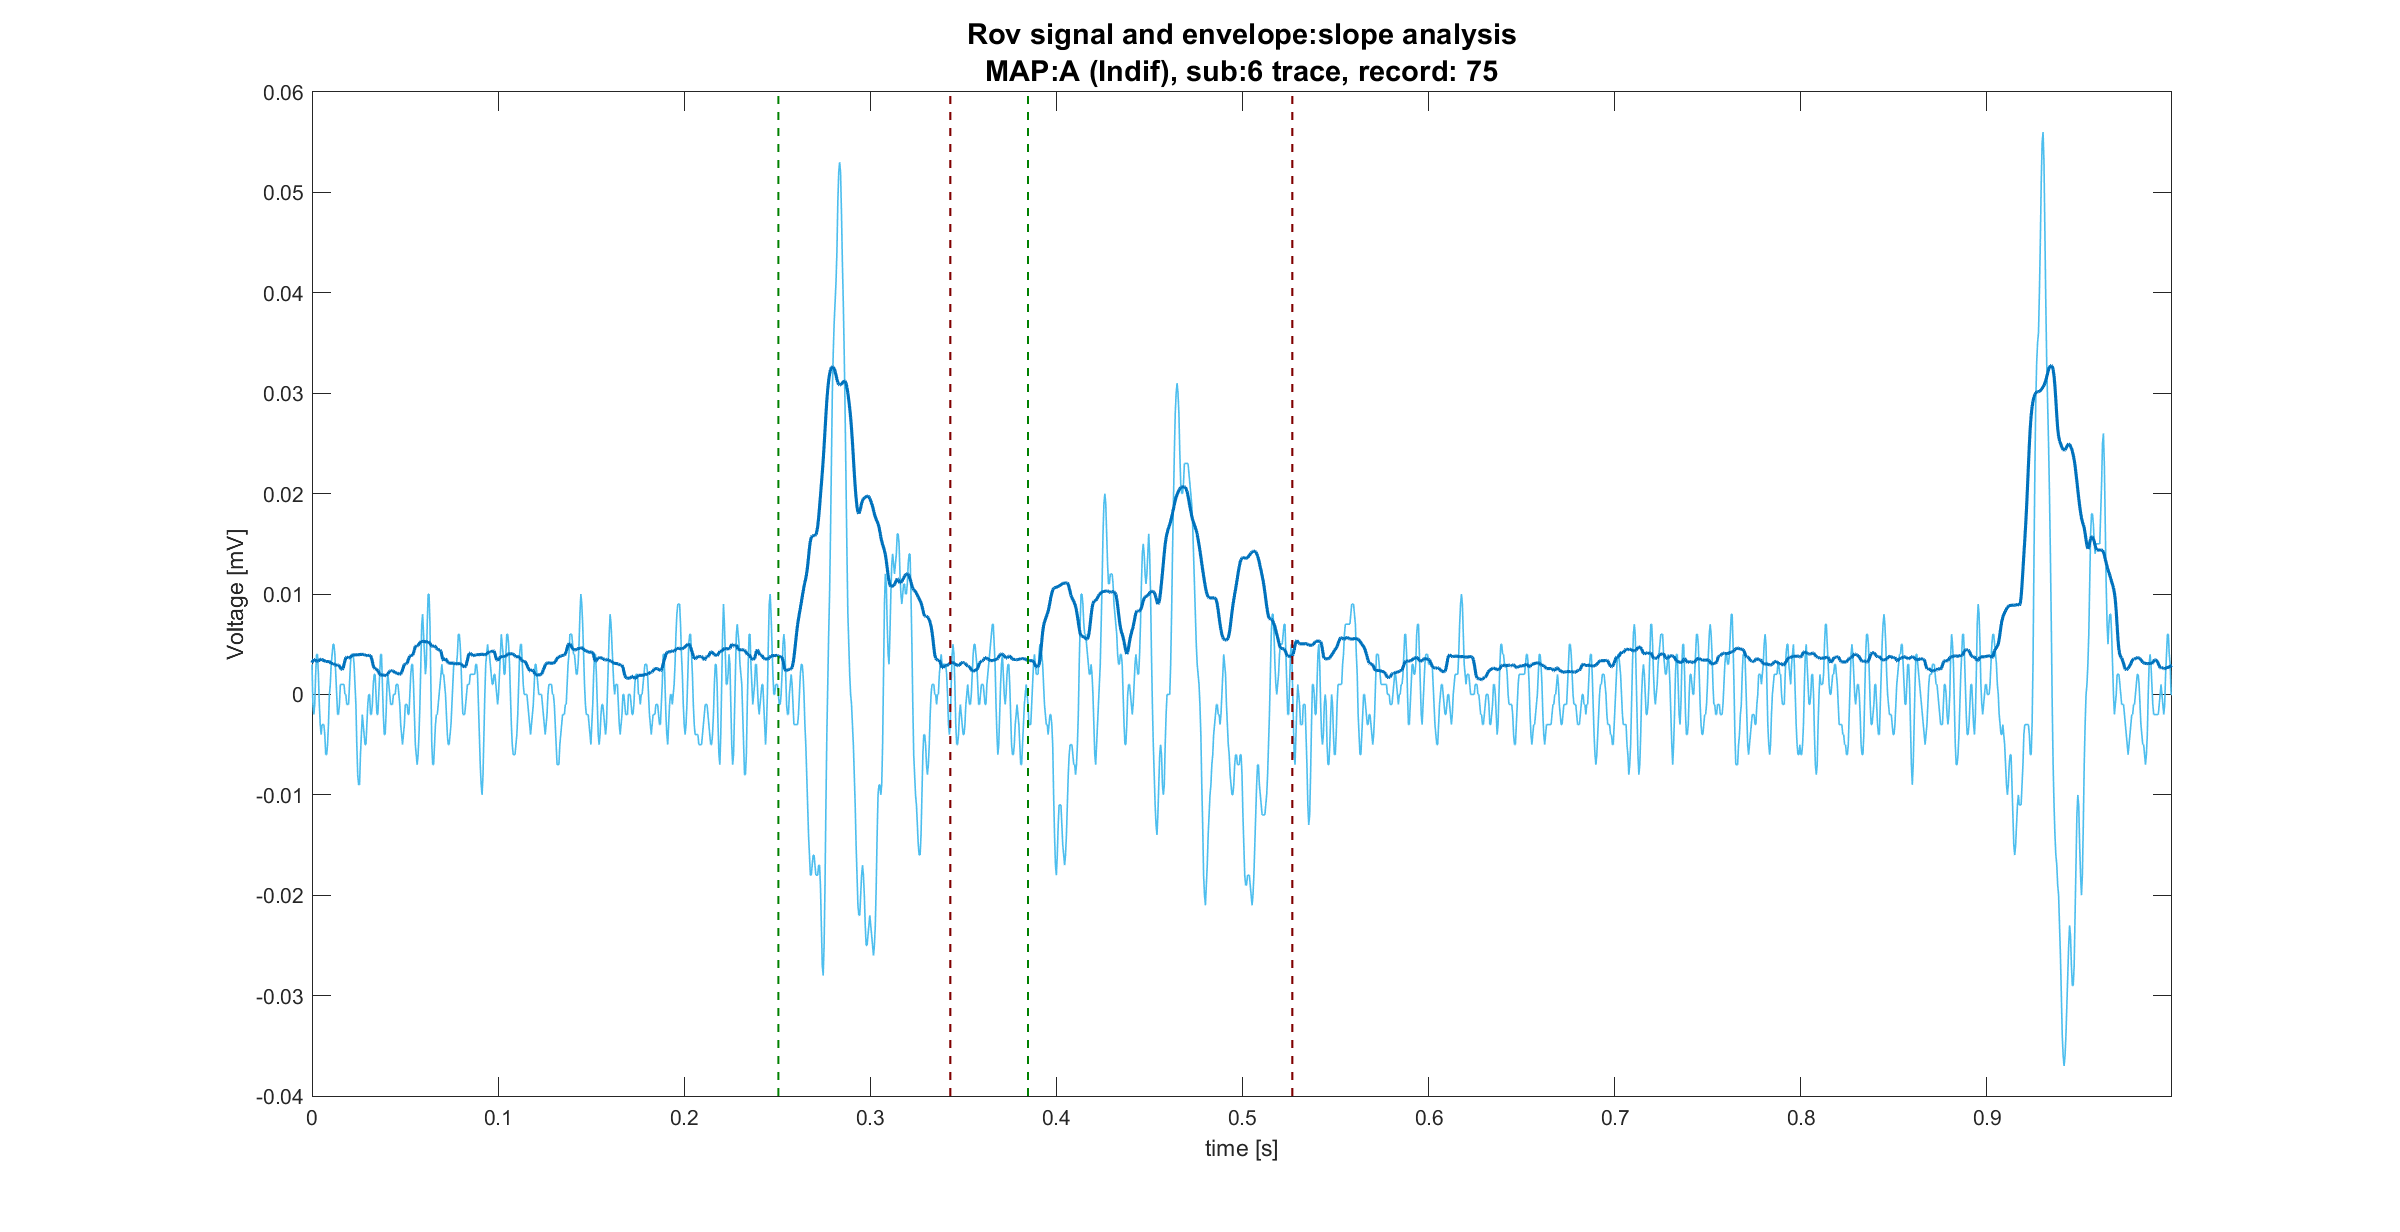 Rov signal and envelope:slope analysis
MAP:A (Indif), sub:6 trace, record: 75
0.06
0.05
0.04
0.03
0.02
0.01
0
-0.01
-0.02
-0.03
-0.04
Voltage [mV]
0 0.1 0.2 0.3 0.4 0.5 0.6 0.7 0.8 0.9
time [s]